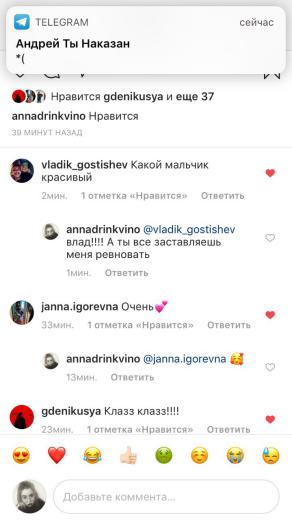 TELEGRAM
сейчас
Андрей Ты Наказан
*(
Нравится gdenikusya и еще 37
annadrinkvino Нравится
39 МИНУТ НАЗАД
vladik_gostishev Какой мальчик
красивый
2мин. 1 отметка «Нравится» Ответить
annadrinkvino @vladik_gostishev
влад!!!! А ты все заставляешь
меня ревновать
1мин. Ответить
janna.igorevna Очень💕
33мин. 1 отметка «Нравится» Ответить
annadrinkvino @janna.igorevna 🥰
13мин. Ответить
gdenikusya Клазз клазз!!!!
23мин. 1 отметка «Нравится» Ответить
Добавьте коммента...